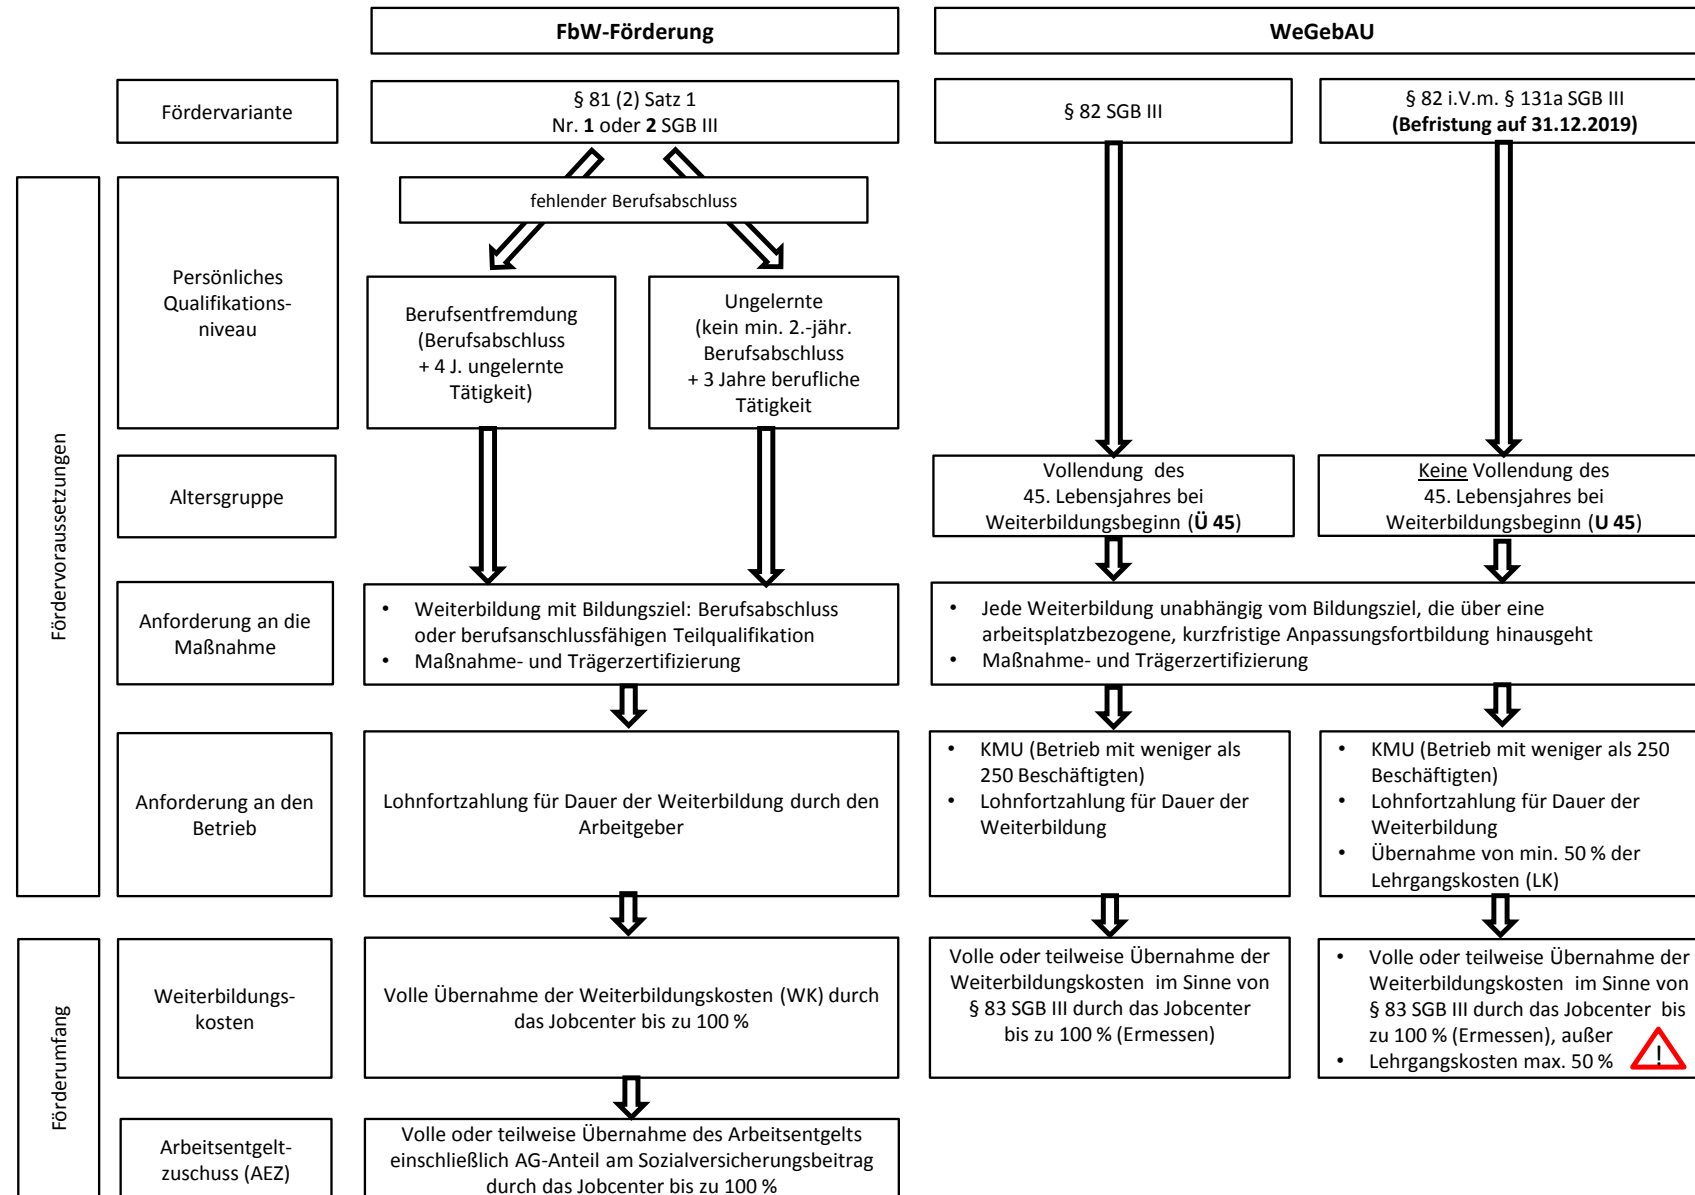 FbW-Förderung
WeGebAU
Fördervariante
§ 81 (2) Satz 1
Nr. 1 oder 2 SGB III
§ 82 SGB III
§ 82 i.V.m. § 131a SGB III
(Befristung auf 31.12.2019)
Fördervoraussetzungen
Persönliches
Qualifikations-
niveau
fehlender Berufsabschluss
Berufsentfremdung
(Berufsabschluss
+ 4 J. ungelernte
Tätigkeit)
Ungelernte
(kein min. 2.-jähr.
Berufsabschluss
+ 3 Jahre berufliche
Tätigkeit
Altersgruppe
Vollendung des
45. Lebensjahres bei
Weiterbildungsbeginn (Ü 45)
Keine Vollendung des
45. Lebensjahres bei
Weiterbildungsbeginn (U 45)
Anforderung an die
Maßnahme
• Weiterbildung mit Bildungsziel: Berufsabschluss
oder berufsanschlussfähigen Teilqualifikation
• Maßnahme- und Trägerzertifizierung
• Jede Weiterbildung unabhängig vom Bildungsziel, die über eine
arbeitsplatzbezogene, kurzfristige Anpassungsfortbildung hinausgeht
• Maßnahme- und Trägerzertifizierung
Anforderung an den
Betrieb
Lohnfortzahlung für Dauer der Weiterbildung durch den
Arbeitgeber
• KMU (Betrieb mit weniger als
250 Beschäftigten)
• Lohnfortzahlung für Dauer der
Weiterbildung
• KMU (Betrieb mit weniger als 250
Beschäftigten)
• Lohnfortzahlung für Dauer der
Weiterbildung
• Übernahme von min. 50 % der
Lehrgangskosten (LK)
Förderumfang
Weiterbildungs-
kosten
Volle Übernahme der Weiterbildungskosten (WK) durch
das Jobcenter bis zu 100 %
Volle oder teilweise Übernahme der
Weiterbildungskosten im Sinne von
§ 83 SGB III durch das Jobcenter
bis zu 100 % (Ermessen)
• Volle oder teilweise Übernahme der
Weiterbildungskosten im Sinne von
§ 83 SGB III durch das Jobcenter bis
zu 100 % (Ermessen), außer
• Lehrgangskosten max. 50 %
!
Arbeitsentgelt-
zuschuss (AEZ)
Volle oder teilweise Übernahme des Arbeitsentgelts
einschließlich AG-Anteil am Sozialversicherungsbeitrag
durch das Jobcenter bis zu 100 %